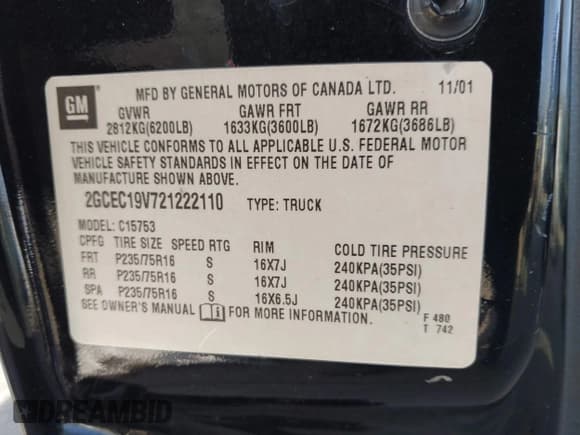 GM
MFD BY GENERAL MOTORS OF CANADA LTD. 11/01
GVWR GAWR FRT GAWR RR
2812KG(6200LB) 1633KG(3600LB) 1672KG(3686LB)
THIS VEHICLE CONFORMS TO ALL APPLICABLE U.S. FEDERAL MOTOR
VEHICLE SAFETY STANDARDS IN EFFECT ON THE DATE OF
MANUFACTURE SHOWN ABOVE.
2GCEC19V721222110 TYPE: TRUCK
MODEL: C15753
CPFG TIRE SIZE SPEED RTG RIM COLD TIRE PRESSURE
FRT P235/75R16 S 16X7J 240KPA(35PSI)
RR P235/75R16 S 16X7J 240KPA(35PSI)
SPA P235/75R16 S 16X6.5J 240KPA(35PSI)
SEE OWNER'S MANUAL FOR MORE INFORMATION.
F 480
T 742
DREAMBID